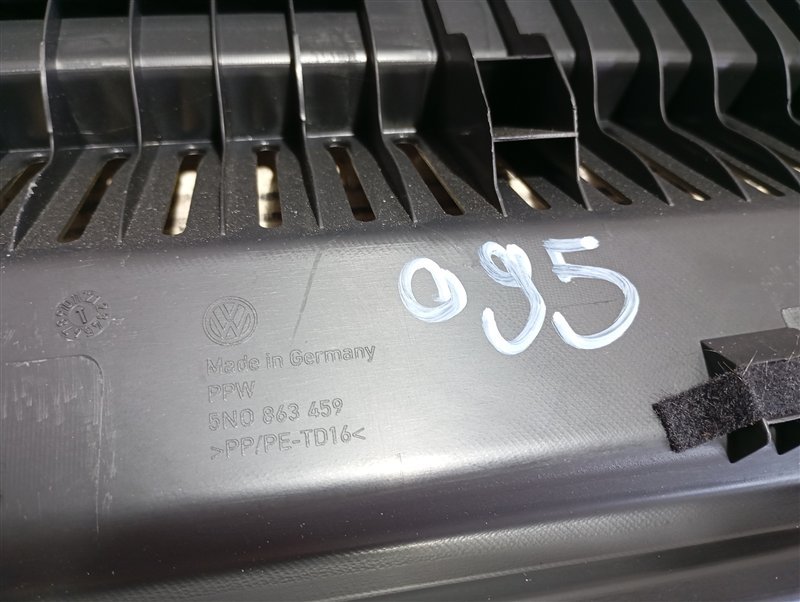 095
Made in Germany
PPW
5N0 863 459
>PP/PE-TD16<